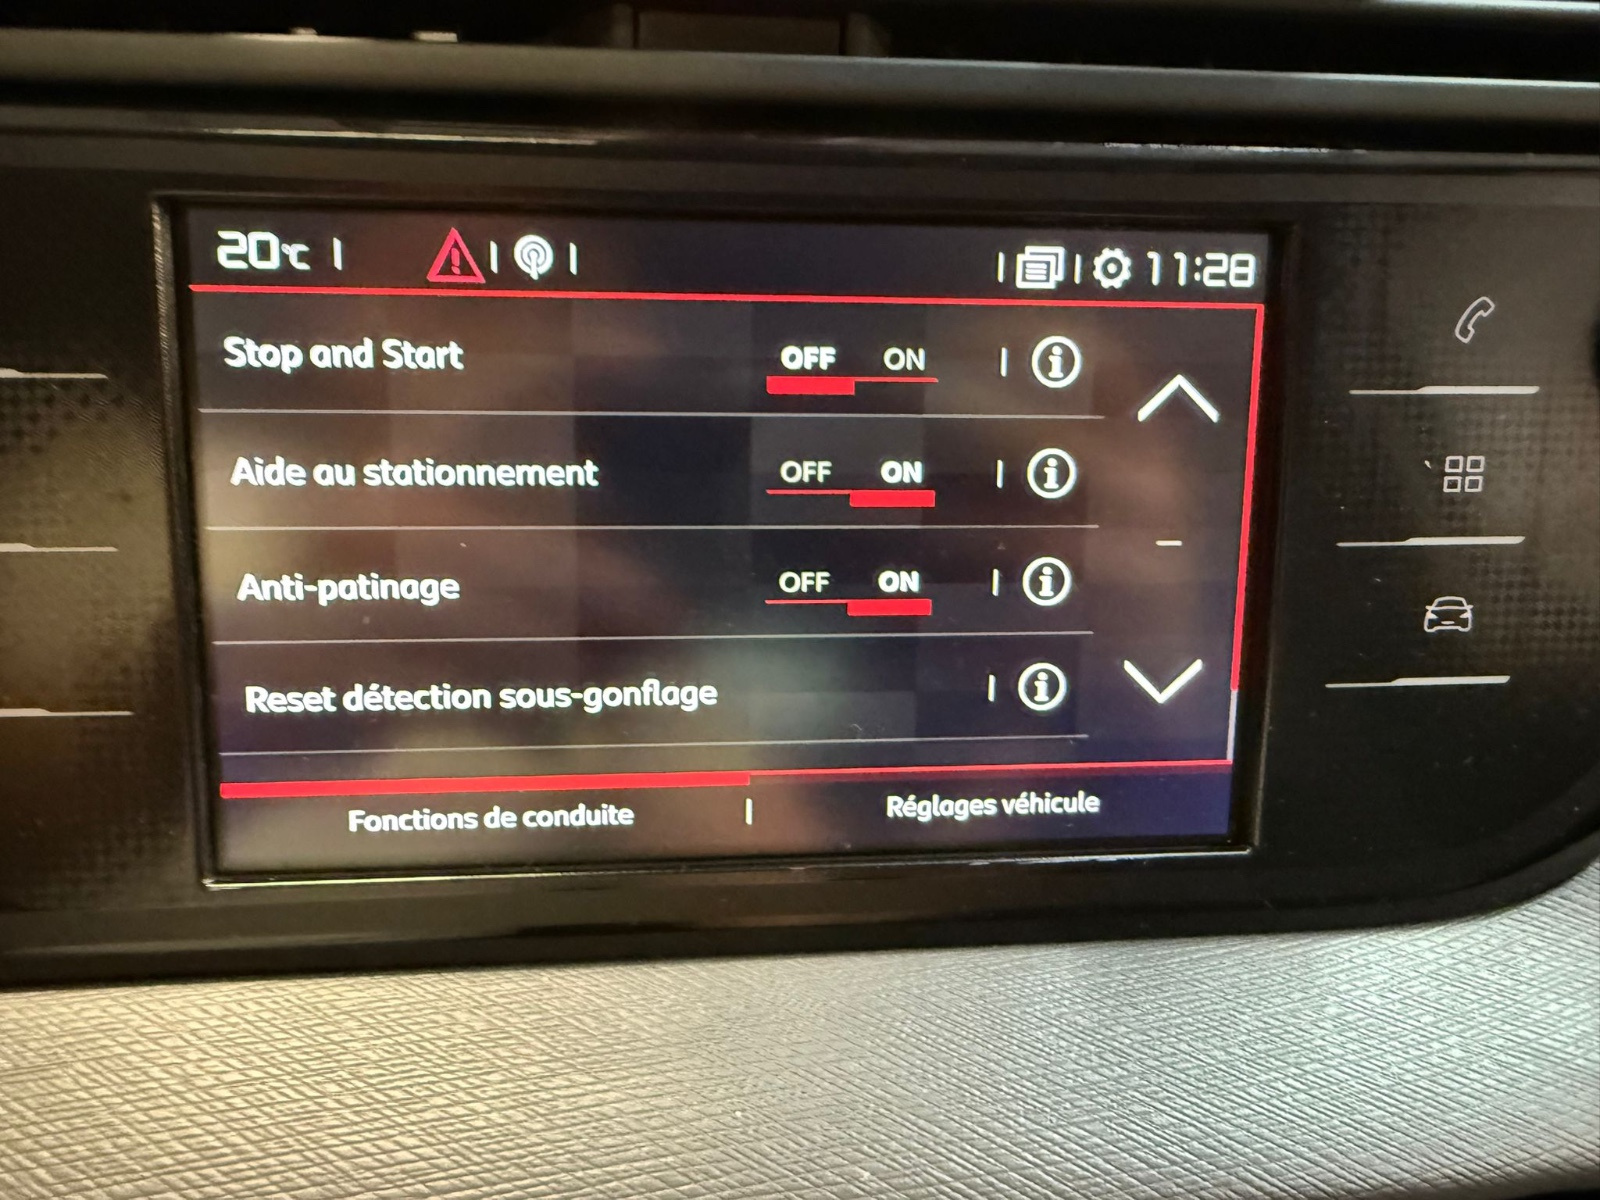 20°C
11:28
Stop and Start OFF ON
Aide au stationnement OFF ON
Anti-patinage OFF ON
Reset détection sous-gonflage
Fonctions de conduite
Réglages véhicule